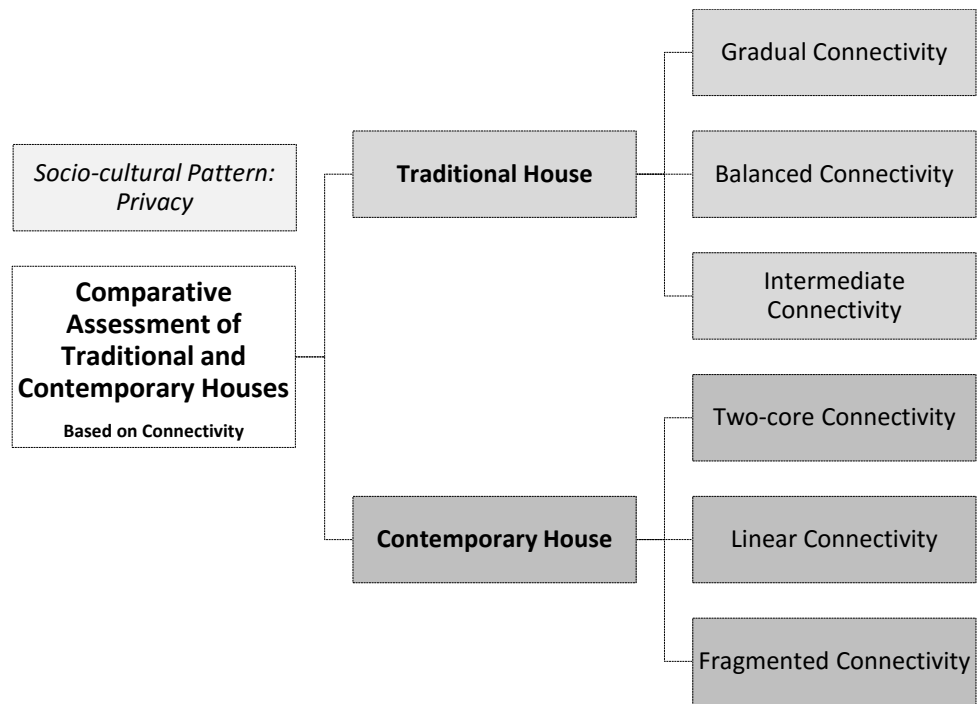 Socio-cultural Pattern:
Privacy
Comparative
Assessment of
Traditional and
Contemporary Houses
Based on Connectivity
Traditional House
Gradual Connectivity
Balanced Connectivity
Intermediate
Connectivity
Contemporary House
Two-core Connectivity
Linear Connectivity
Fragmented Connectivity